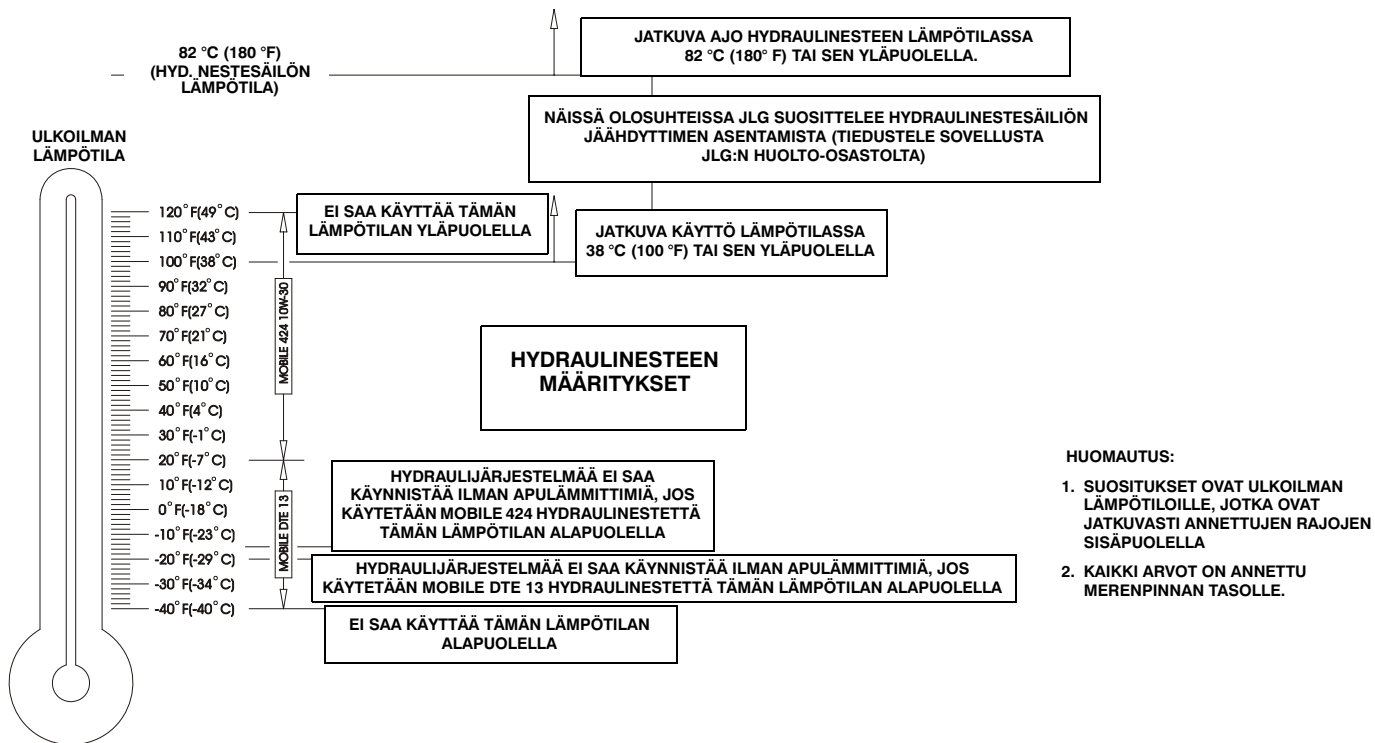 82 °C (180 °F)
(HYD. NESTESÄILÖN
LÄMPÖTILA)
JATKUVA AJO HYDRAULINESTEEN LÄMPÖTILASSA
82 °C (180° F) TAI SEN YLÄPUOLELLA.
NÄISSÄ OLOSUHTEISSA JLG SUOSITTELEE HYDRAULINESTESÄILIÖN
JÄÄHDYTTIMEN ASENTAMISTA (TIEDUSTELE SOVELLUSTA
JLG:N HUOLTO-OSASTOLTA)
ULKOILMAN
LÄMPÖTILA
120° F(49° C)
110° F(43° C)
100° F(38° C)
90° F(32° C)
80° F(27° C)
70° F(21° C)
60° F(16° C)
50° F(10° C)
40° F(4° C)
30° F(-1° C)
20° F(-7° C)
10° F(-12° C)
0° F(-18° C)
-10° F(-23° C)
-20° F(-29° C)
-30° F(-34° C)
-40° F(-40° C)
MOBILE 424 10W-30
MOBILE DTE 13
EI SAA KÄYTTÄÄ TÄMÄN
LÄMPÖTILAN YLÄPUOLELLA
JATKUVA KÄYTTÖ LÄMPÖTILASSA
38 °C (100 °F) TAI SEN YLÄPUOLELLA
HYDRAULINESTEEN
MÄÄRITYKSET
HYDRAULIJÄRJESTELMÄÄ EI SAA
KÄYNNISTÄÄ ILMAN APULÄMMITTIMIÄ, JOS
KÄYTETÄÄN MOBILE 424 HYDRAULINESTETTÄ
TÄMÄN LÄMPÖTILAN ALAPUOLELLA
HYDRAULIJÄRJESTELMÄÄ EI SAA KÄYNNISTÄÄ ILMAN APULÄMMITTIMIÄ, JOS
KÄYTETÄÄN MOBILE DTE 13 HYDRAULINESTETTÄ TÄMÄN LÄMPÖTILAN ALAPUOLELLA
EI SAA KÄYTTÄÄ TÄMÄN LÄMPÖTILAN
ALAPUOLELLA
HUOMAUTUS:
1. SUOSITUKSET OVAT ULKOILMAN
LÄMPÖTILOILLE, JOTKA OVAT
JATKUVASTI ANNETTUJEN RAJOJEN
SISÄPUOLELLA
2. KAIKKI ARVOT ON ANNETTU
MERENPINNAN TASOLLE.